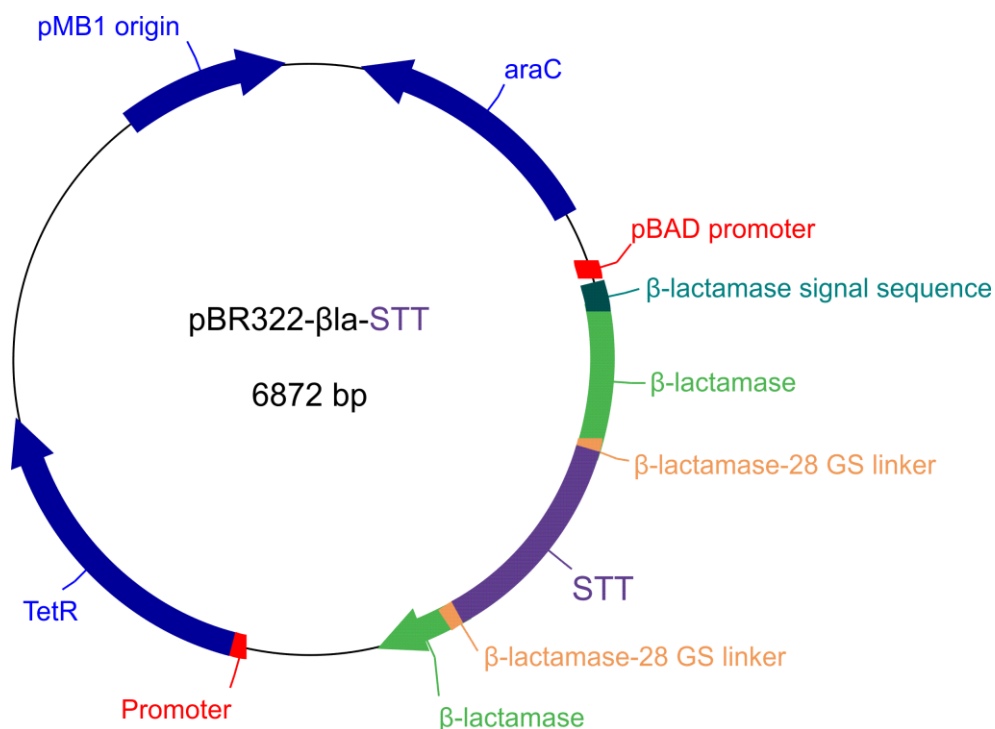 pMB1 origin
araC
pBAD promoter
β-lactamase signal sequence
pBR322-βla-STT
6872 bp
β-lactamase
β-lactamase-28 GS linker
STT
TetR
β-lactamase-28 GS linker
Promoter
β-lactamase